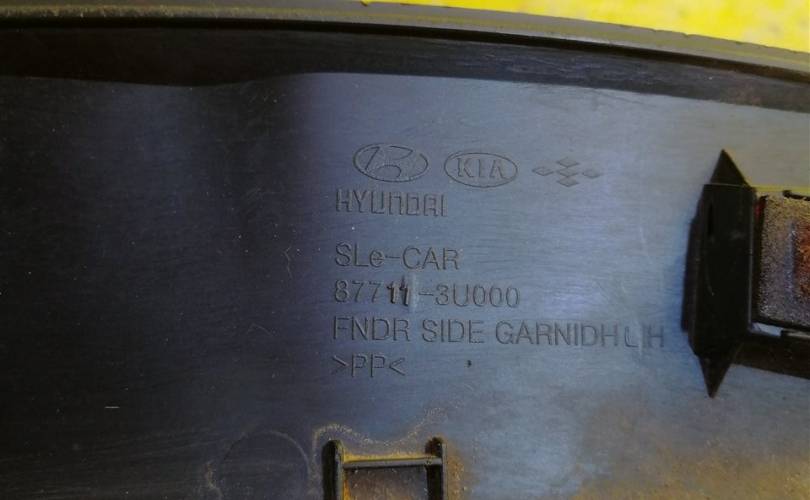 KIA
HYUNDAI
SLe-CAR
87711-3U000
FNDR SIDE GARNIDH LH
>PP<